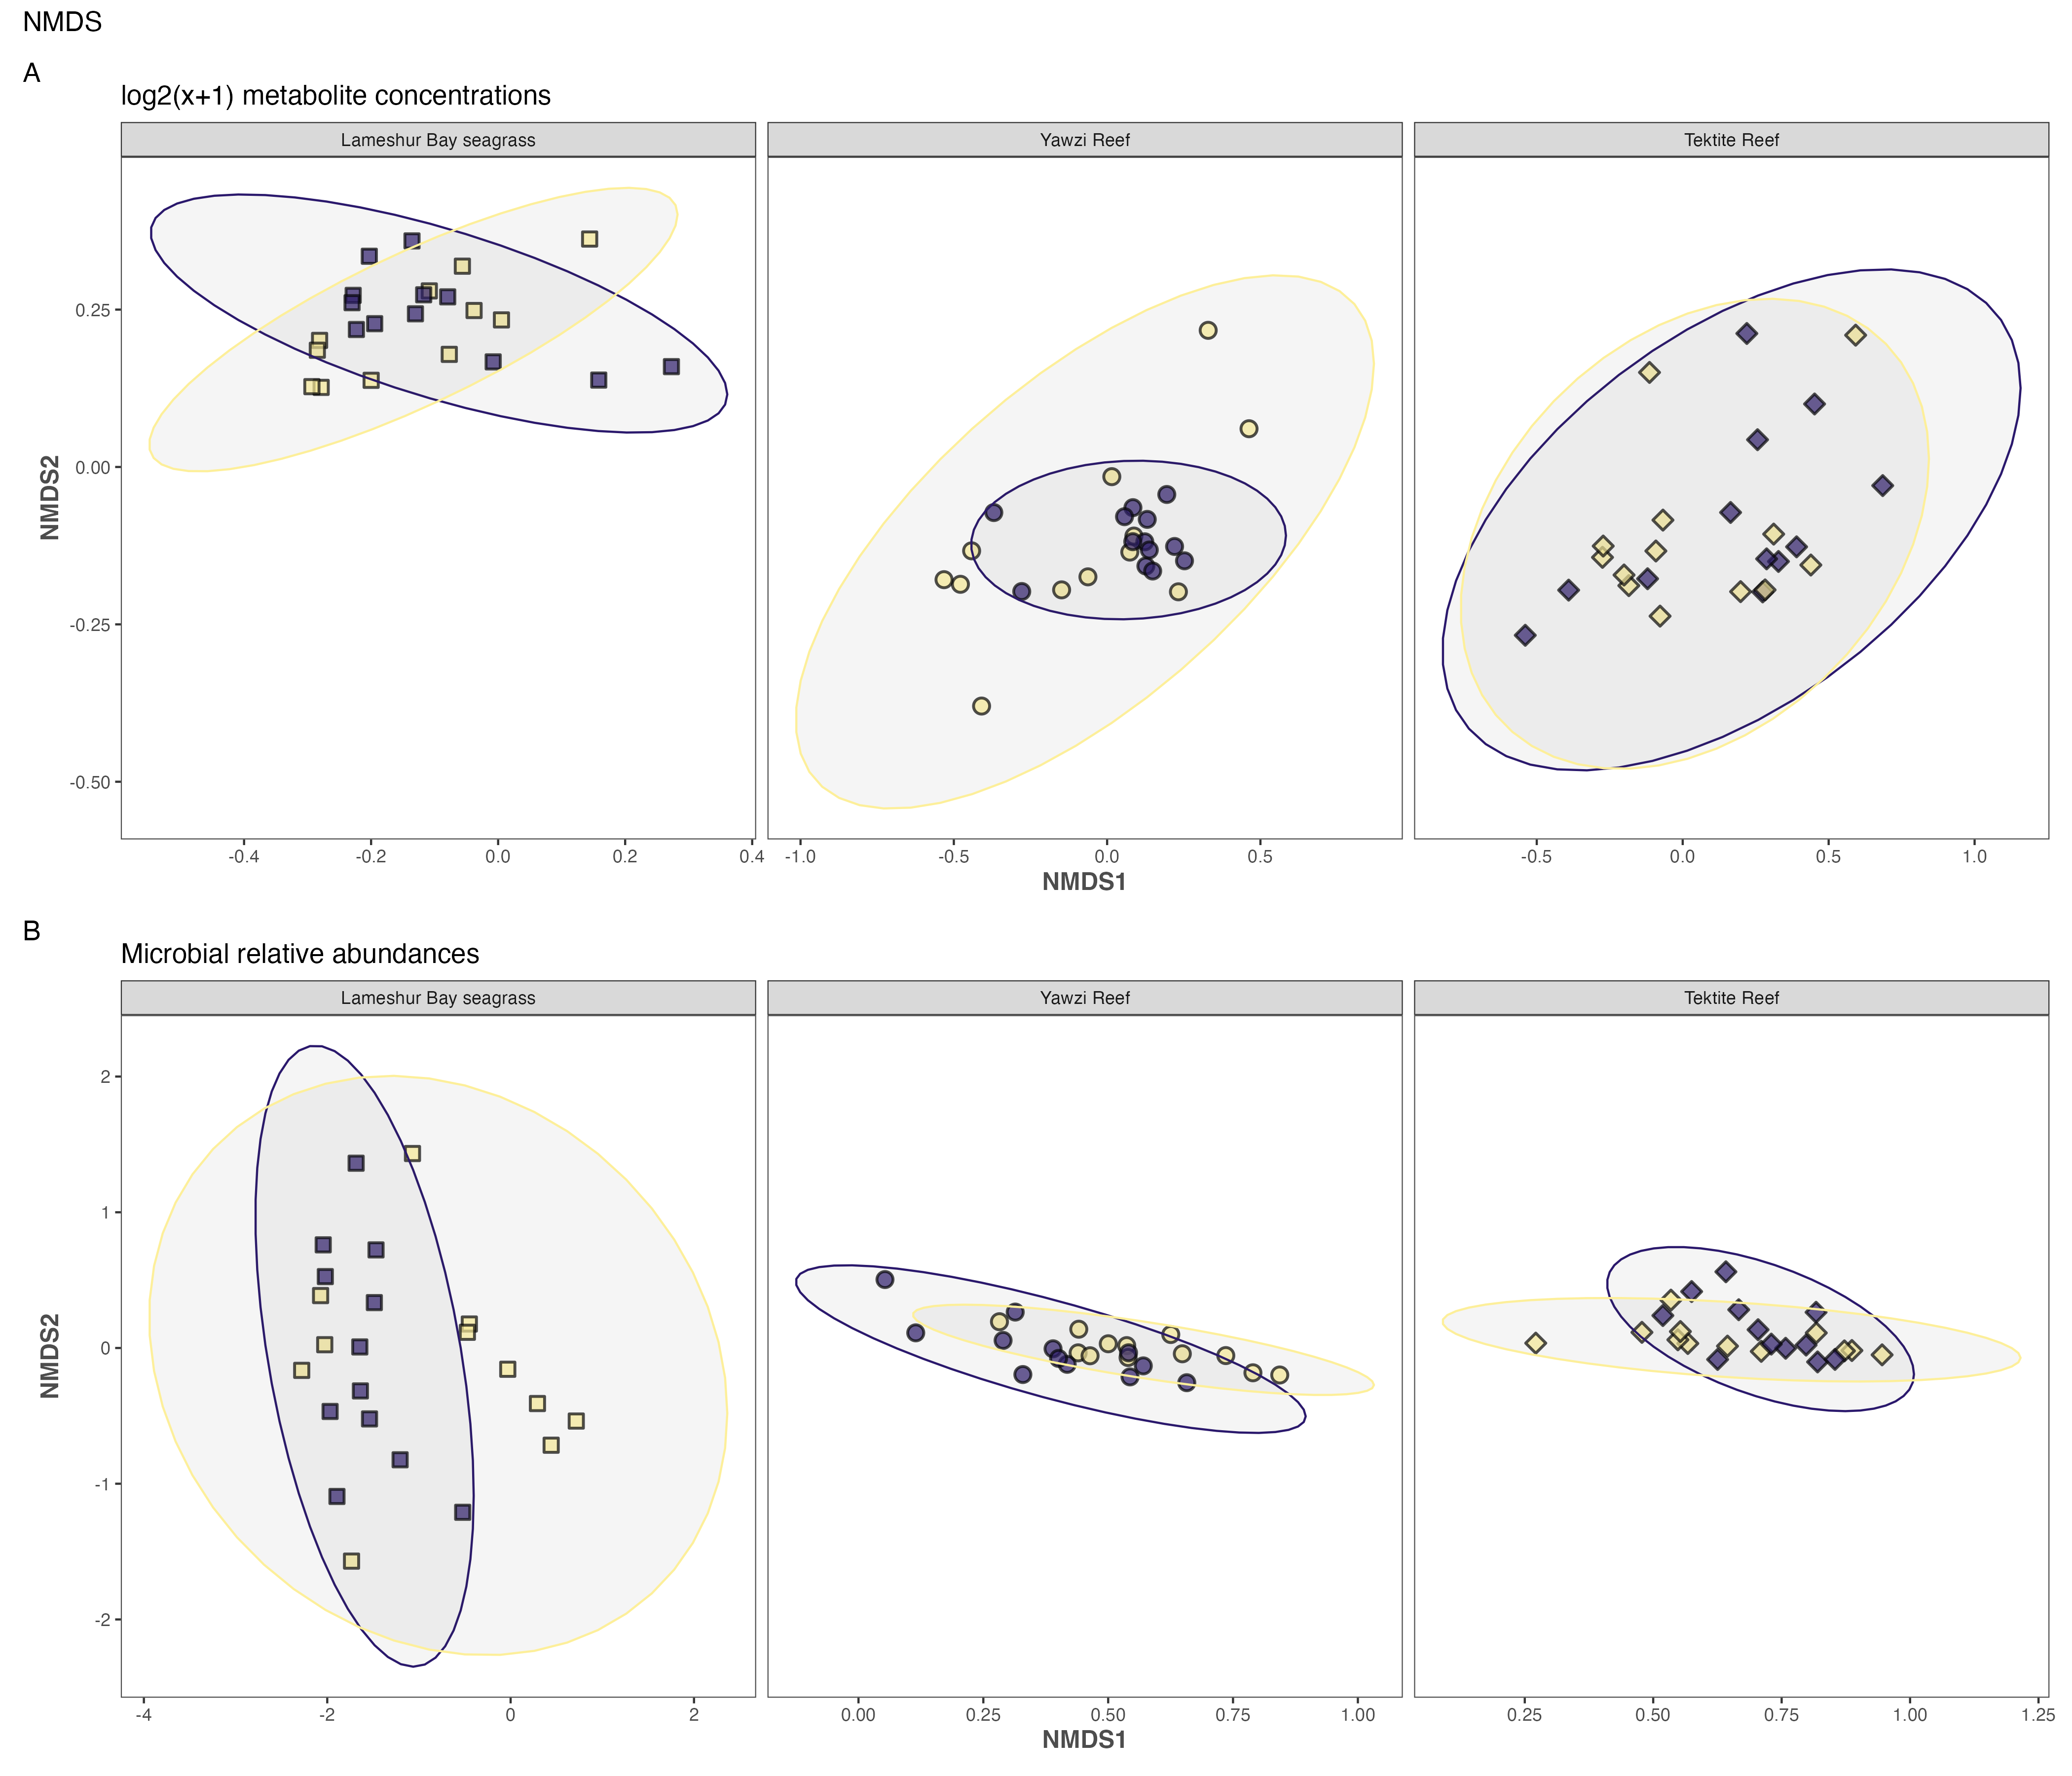 NMDS
A
log2(x+1) metabolite concentrations
Lameshur Bay seagrass
Yawzi Reef
Tektite Reef
0.25
0.00
-0.25
-0.50
NMDS2
-0.4 -0.2 0.0 0.2 0.4
-1.0 -0.5 0.0 0.5
-0.5 0.0 0.5 1.0
NMDS1
B
Microbial relative abundances
Lameshur Bay seagrass
Yawzi Reef
Tektite Reef
2
1
0
-1
-2
NMDS2
-4 -2 0 2
0.00 0.25 0.50 0.75 1.00
0.25 0.50 0.75 1.00 1.25
NMDS1